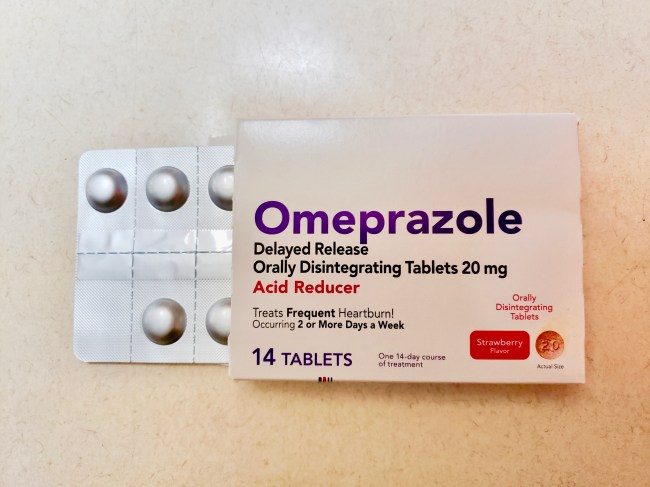 Omeprazole
Delayed Release
Orally Disintegrating Tablets 20 mg
Acid Reducer
Treats Frequent Heartburn!
Occurring 2 or More Days a Week
14 TABLETS
One 14-day course
of treatment
Orally
Disintegrating
Tablets
Strawberry
Flavor
20
Actual Size